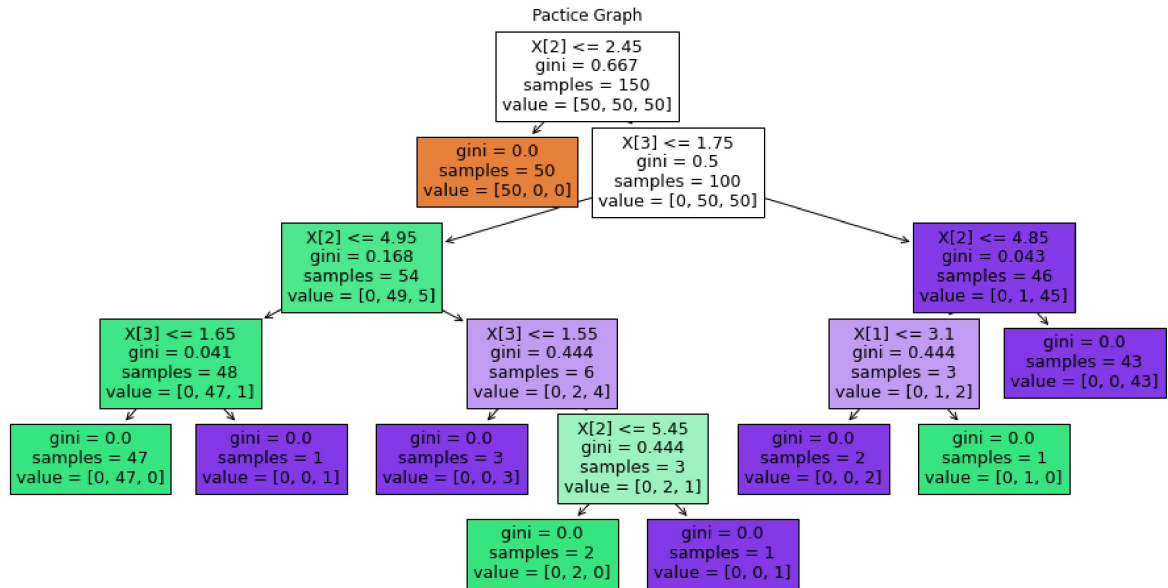 Pactice Graph
X[2] <= 2.45
gini = 0.667
samples = 150
value = [50, 50, 50]
gini = 0.0
samples = 50
value = [50, 0, 0]
X[3] <= 1.75
gini = 0.5
samples = 100
value = [0, 50, 50]
X[2] <= 4.95
gini = 0.168
samples = 54
value = [0, 49, 5]
X[2] <= 4.85
gini = 0.043
samples = 46
value = [0, 1, 45]
X[3] <= 1.65
gini = 0.041
samples = 48
value = [0, 47, 1]
X[3] <= 1.55
gini = 0.444
samples = 6
value = [0, 2, 4]
X[1] <= 3.1
gini = 0.444
samples = 3
value = [0, 1, 2]
gini = 0.0
samples = 43
value = [0, 0, 43]
gini = 0.0
samples = 47
value = [0, 47, 0]
gini = 0.0
samples = 1
value = [0, 0, 1]
gini = 0.0
samples = 3
value = [0, 0, 3]
X[2] <= 5.45
gini = 0.444
samples = 3
value = [0, 2, 1]
gini = 0.0
samples = 2
value = [0, 0, 2]
gini = 0.0
samples = 1
value = [0, 1, 0]
gini = 0.0
samples = 2
value = [0, 2, 0]
gini = 0.0
samples = 1
value = [0, 0, 1]